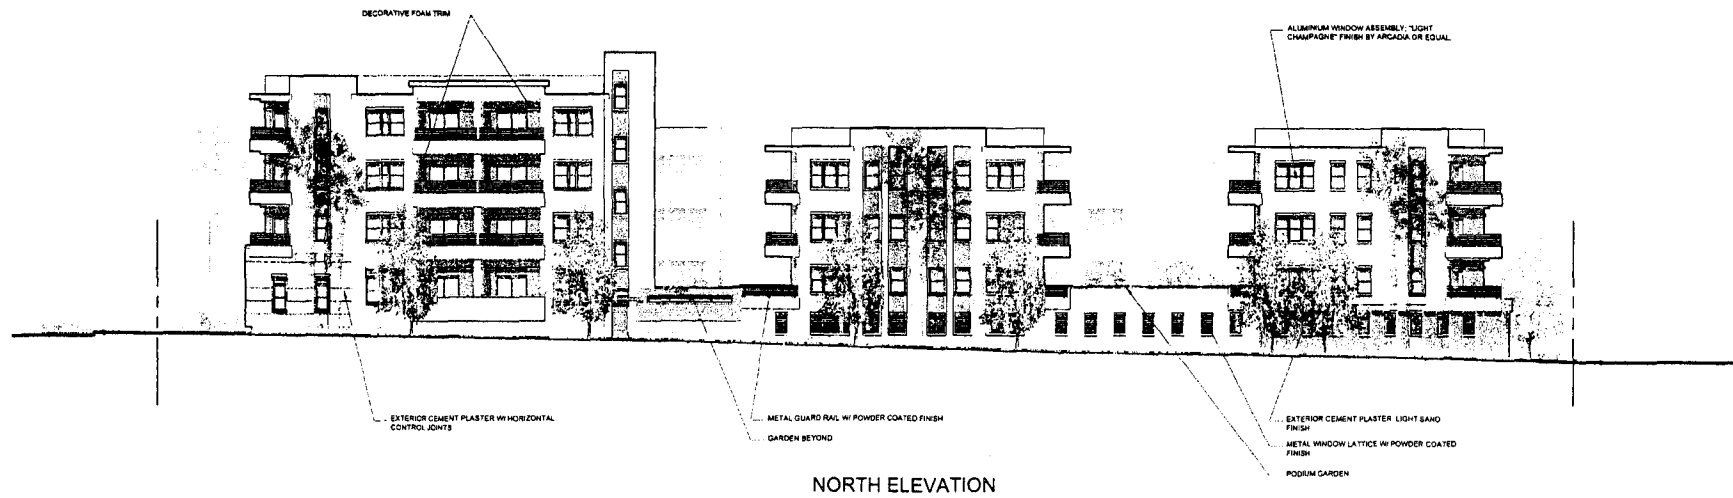 DECORATIVE FOAM TRIM
ALUMINIUM WINDOW ASSEMBLY; "LIGHT
CHAMPAGNE" FINISH BY ARCADIA OR EQUAL
EXTERIOR CEMENT PLASTER W/ HORIZONTAL
CONTROL JOINTS
METAL GUARD RAIL W/ POWDER COATED FINISH
GARDEN BEYOND
EXTERIOR CEMENT PLASTER LIGHT SAND
FINISH
METAL WINDOW LATTICE W/ POWDER COATED
FINISH
PODIUM GARDEN
NORTH ELEVATION